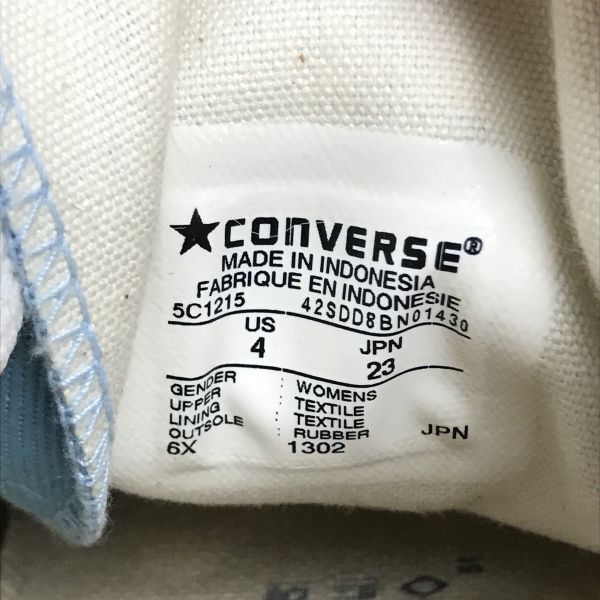 ★CONVERSE®
MADE IN INDONESIA
FABRIQUE EN INDONESIE
5C1215 42SDD8BN01430
US JPN
4 23
GENDER WOMENS
UPPER TEXTILE
LINING TEXTILE
OUTSOLE RUBBER JPN
6X 1302